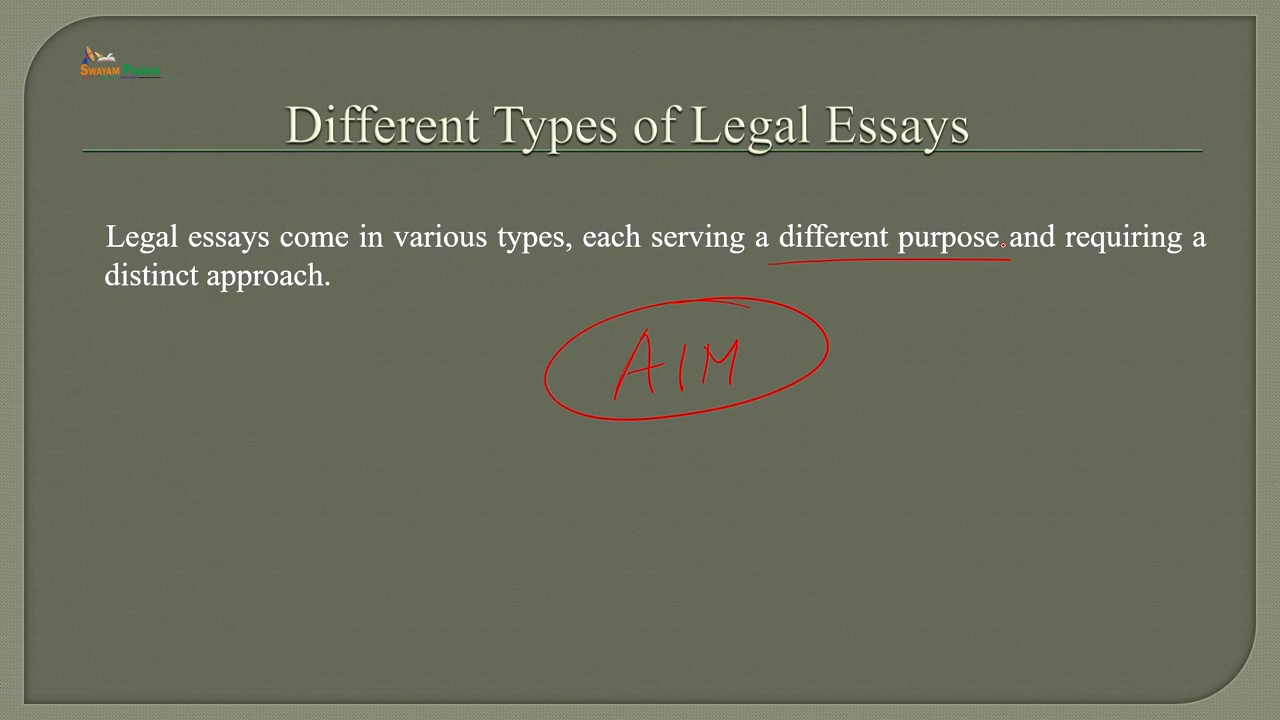 SWAYAM PRABHA
Different Types of Legal Essays
Legal essays come in various types, each serving a different purpose and requiring a
distinct approach.
AIM